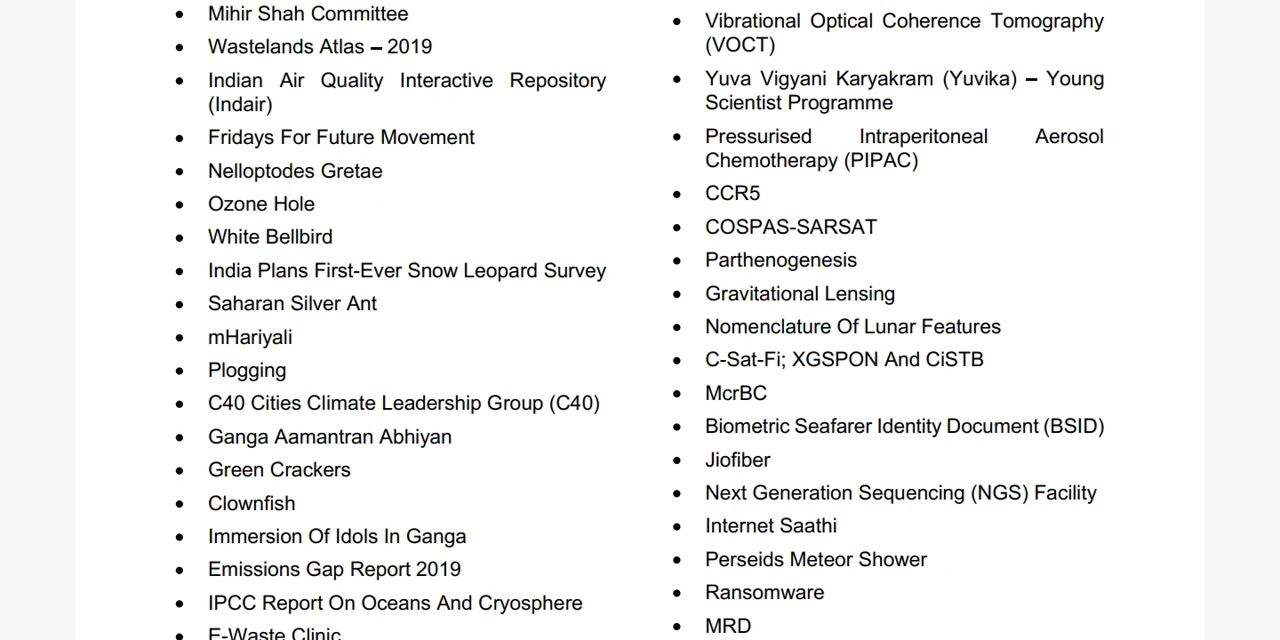 Mihir Shah Committee
Wastelands Atlas – 2019
Indian Air Quality Interactive Repository
(Indair)
Fridays For Future Movement
Nelloptodes Gretae
Ozone Hole
White Bellbird
India Plans First-Ever Snow Leopard Survey
Saharan Silver Ant
mHariyali
Plogging
C40 Cities Climate Leadership Group (C40)
Ganga Aamantran Abhiyan
Green Crackers
Clownfish
Immersion Of Idols In Ganga
Emissions Gap Report 2019
IPCC Report On Oceans And Cryosphere
E-Waste Clinic
Vibrational Optical Coherence Tomography
(VOCT)
Yuva Vigyani Karyakram (Yuvika) – Young
Scientist Programme
Pressurised Intraperitoneal Aerosol
Chemotherapy (PIPAC)
CCR5
COSPAS-SARSAT
Parthenogenesis
Gravitational Lensing
Nomenclature Of Lunar Features
C-Sat-Fi; XGSPON And CiSTB
McrBC
Biometric Seafarer Identity Document (BSID)
Jiofiber
Next Generation Sequencing (NGS) Facility
Internet Saathi
Perseids Meteor Shower
Ransomware
MRD